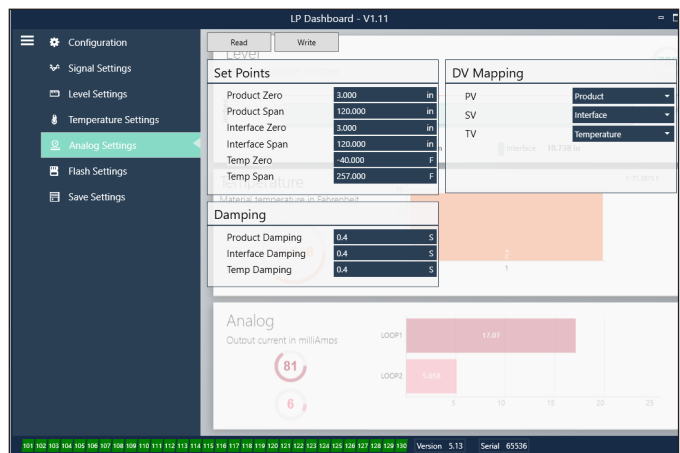 LP Dashboard - V1.11
Configuration
Signal Settings
Level Settings
Temperature Settings
Analog Settings
Flash Settings
Save Settings
Read Write
Level
Set Points
Product Zero 3.000 in
Product Span 120.000 in
Interface Zero 3.000 in
Interface Span 120.000 in
Temp Zero -40.000 F
Temp Span 257.000 F
DV Mapping
PV Product
SV Interface
TV Temperature
Interface 10.738 in
Temperature
Material temperature in Fahrenheit
Damping
Product Damping 0.4 S
Interface Damping 0.4 S
Temp Damping 0.4 S
1
Analog
Output current in milliAmps
81
6
LOOP1 17.07
LOOP2 5.058
5 10 15 20 25
101 102 103 104 105 106 107 108 109 110 111 112 113 114 115 116 117 118 119 120 121 122 123 124 125 126 127 128 129 130 Version 5.13 Serial 65536